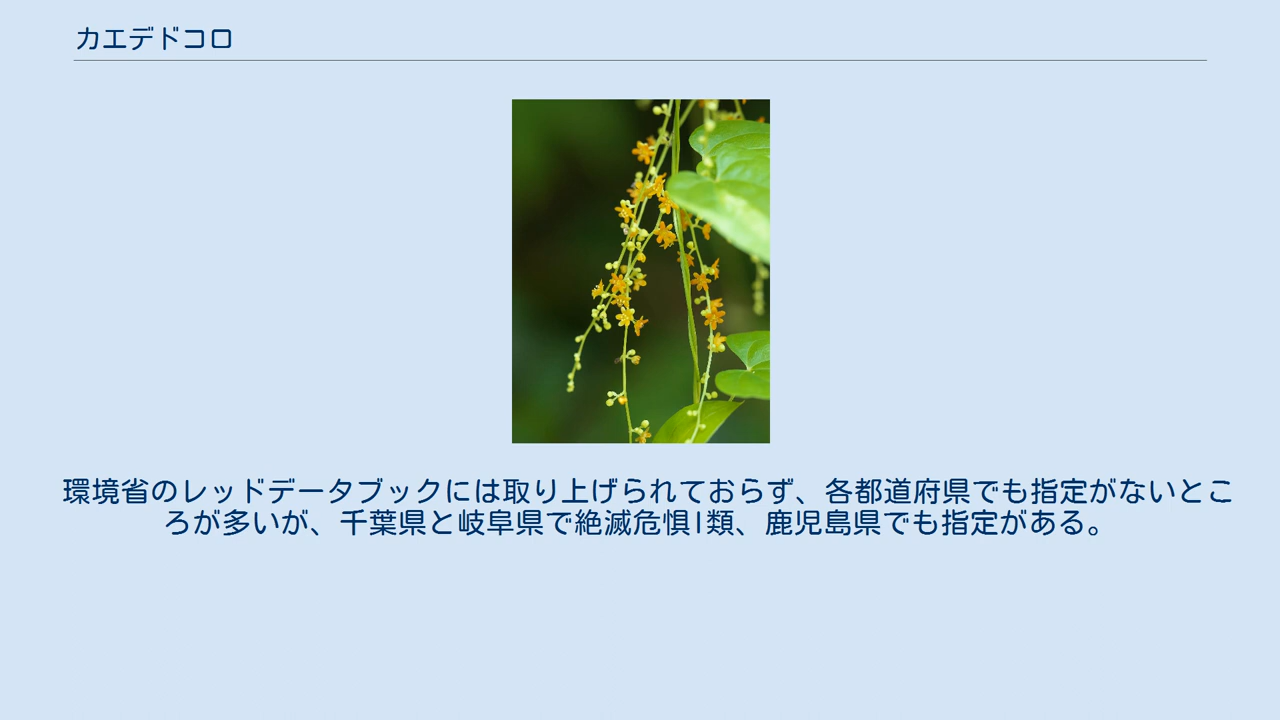 カエデドコロ
環境省のレッドデータブックには取り上げられておらず、各都道府県でも指定がないとこ
ろが多いが、千葉県と岐阜県で絶滅危惧I類、鹿児島県でも指定がある。